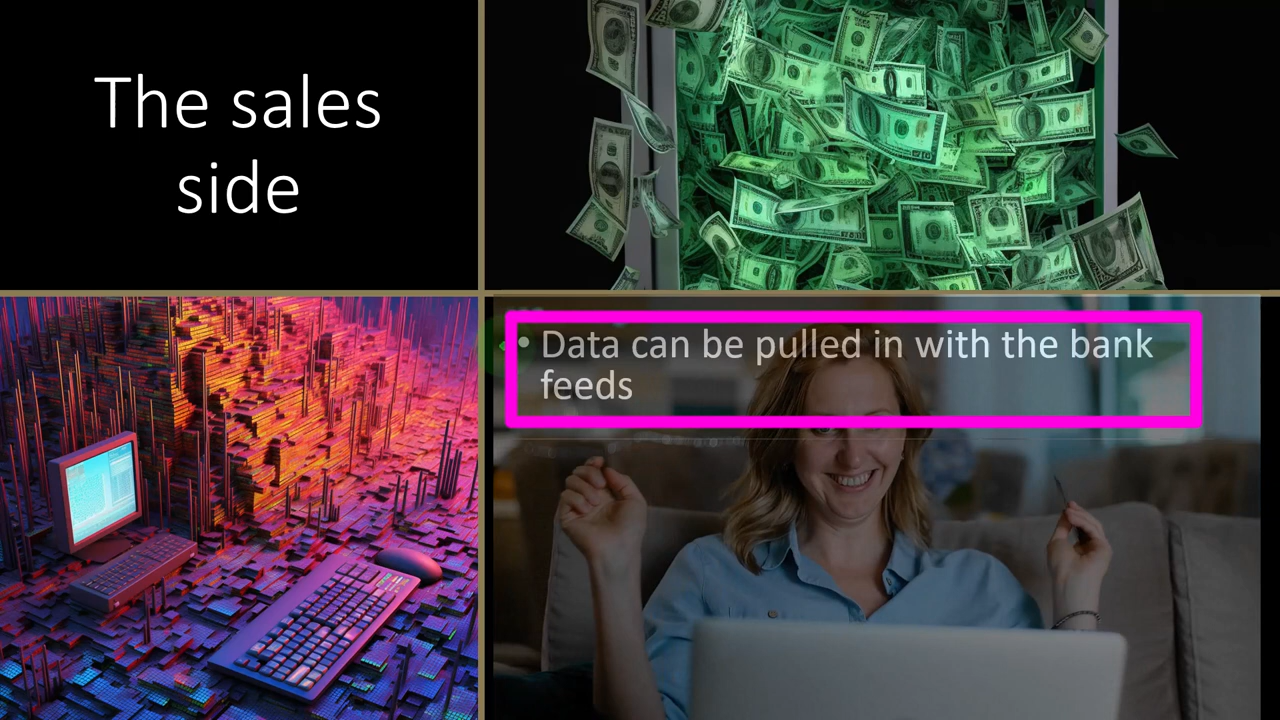 The sales
side
• Data can be pulled in with the bank
feeds